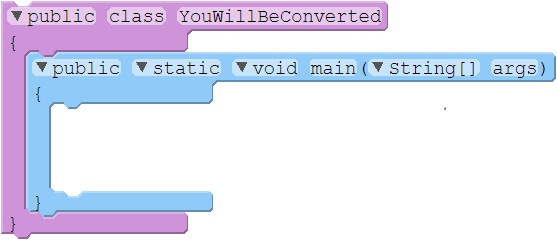 public class YouWillBeConverted
{
public static void main(String[] args)
{
}
}